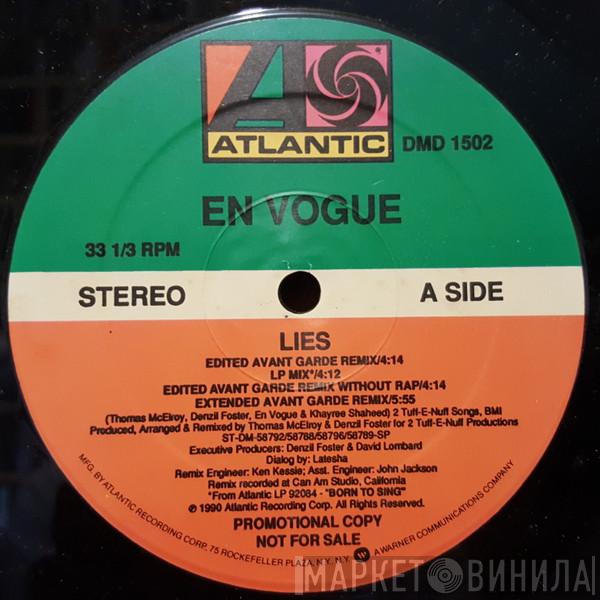 ATLANTIC
DMD 1502
EN VOGUE
33 1/3 RPM
STEREO
A SIDE
LIES
EDITED AVANT GARDE REMIX/4:14
LP MIX*/4:12
EDITED AVANT GARDE REMIX WITHOUT RAP/4:14
EXTENDED AVANT GARDE REMIX/5:55
(Thomas McElroy, Denzil Foster, En Vogue & Khayree Shaheed) 2 Tuff-E-Nuff Songs, BMI
Produced, Arranged & Remixed by Thomas McElroy & Denzil Foster for 2 Tuff-E-Nuff Productions
ST-DM-58792/58788/58796/58789-SP
Executive Producers: Denzil Foster & David Lombard
Dialog by: Latesha
Remix Engineer: Ken Kessie; Asst. Engineer: John Jackson
Remix recorded at Can Am Studio, California
*From Atlantic LP 92084 - "BORN TO SING"
℗ 1990 Atlantic Recording Corp. All Rights Reserved.
PROMOTIONAL COPY
NOT FOR SALE
MFG. BY ATLANTIC RECORDING CORP. 75 ROCKEFELLER PLAZA, N.Y. N.Y. A WARNER COMMUNICATIONS COMPANY
МАРКЕТ ВИНИЛА